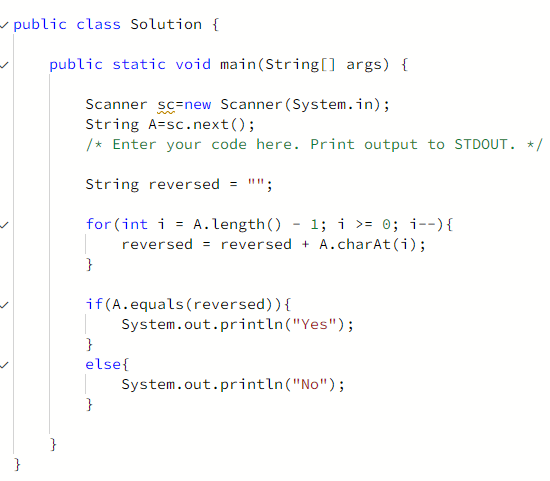 public class Solution {
public static void main(String[] args) {
Scanner sc=new Scanner(System.in);
String A=sc.next();
/* Enter your code here. Print output to STDOUT. */
String reversed = "";
for(int i = A.length() - 1; i >= 0; i--){
reversed = reversed + A.charAt(i);
}
if(A.equals(reversed)){
System.out.println("Yes");
}
else{
System.out.println("No");
}
}
}